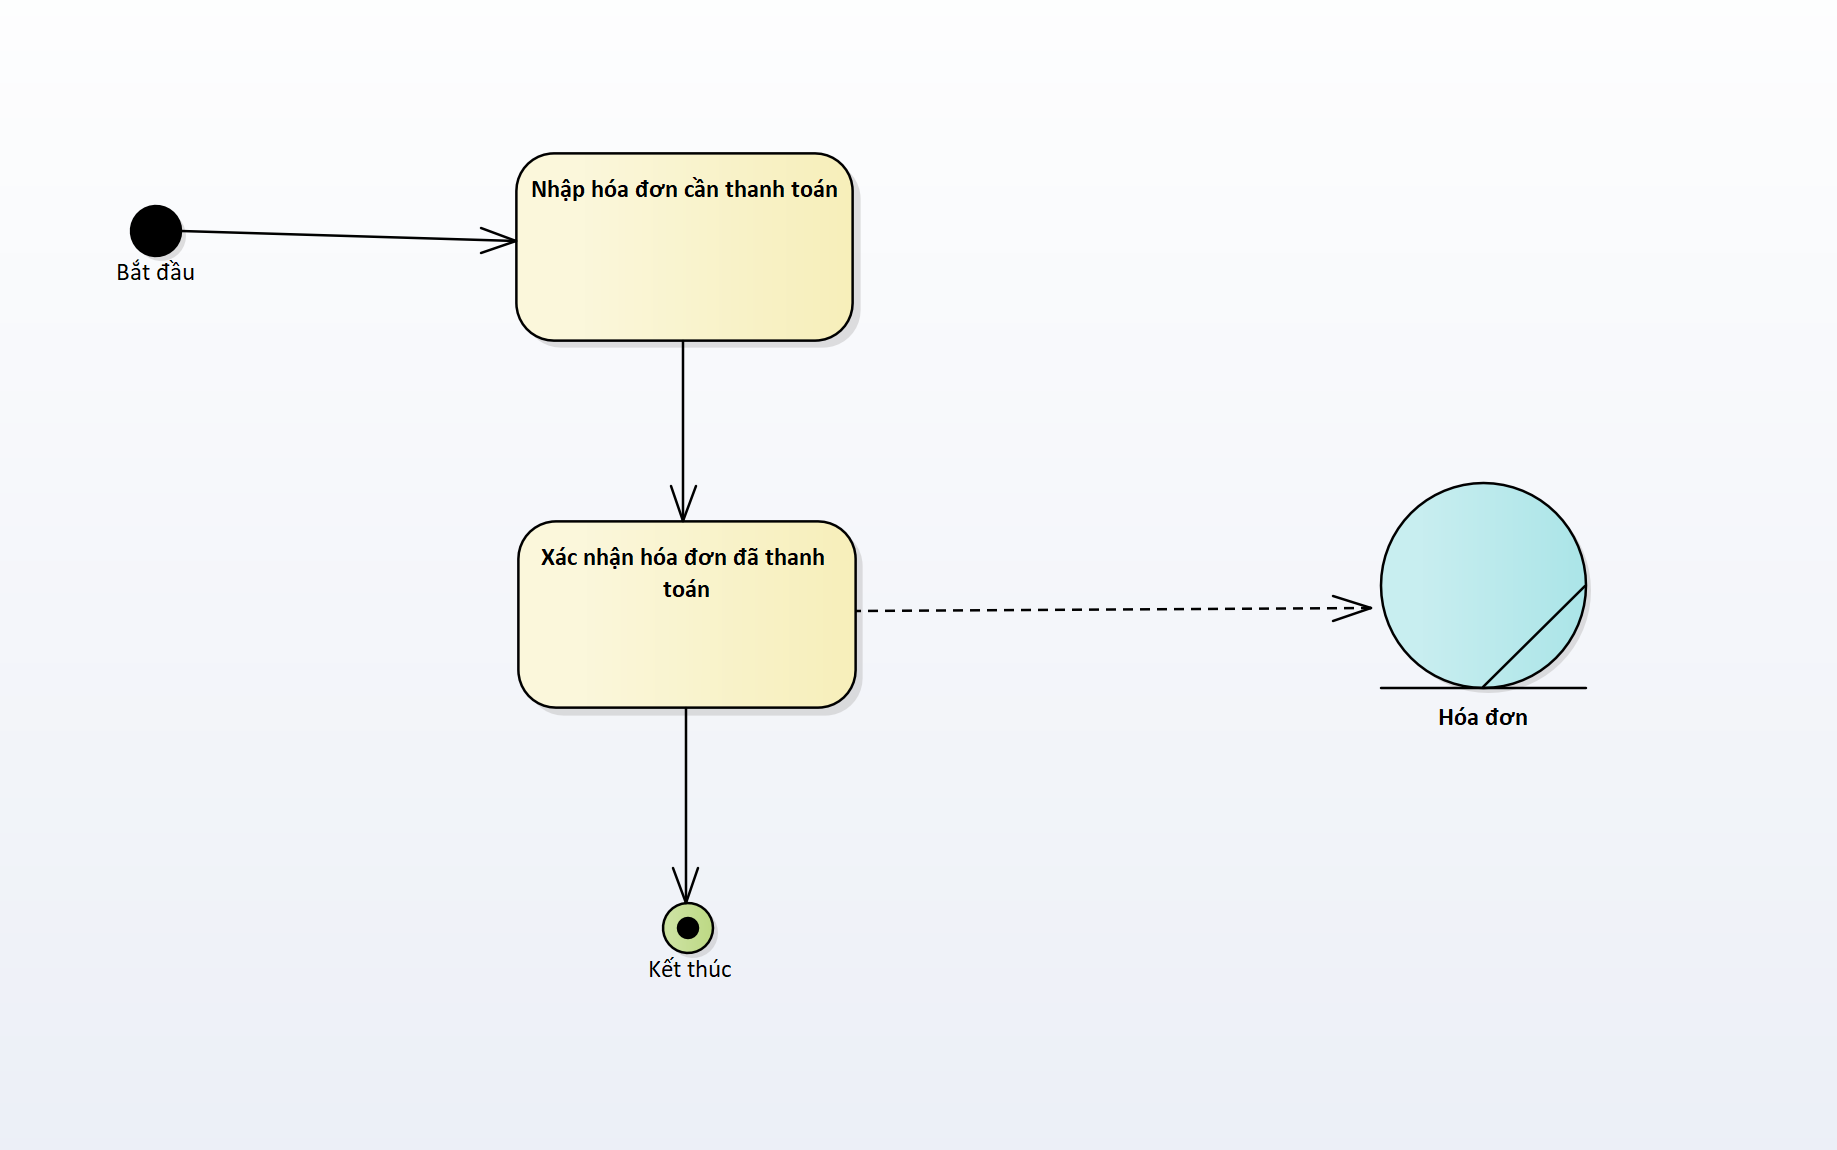 Nhập hóa đơn cần thanh toán
Bắt đầu
Xác nhận hóa đơn đã thanh
toán
Hóa đơn
Kết thúc